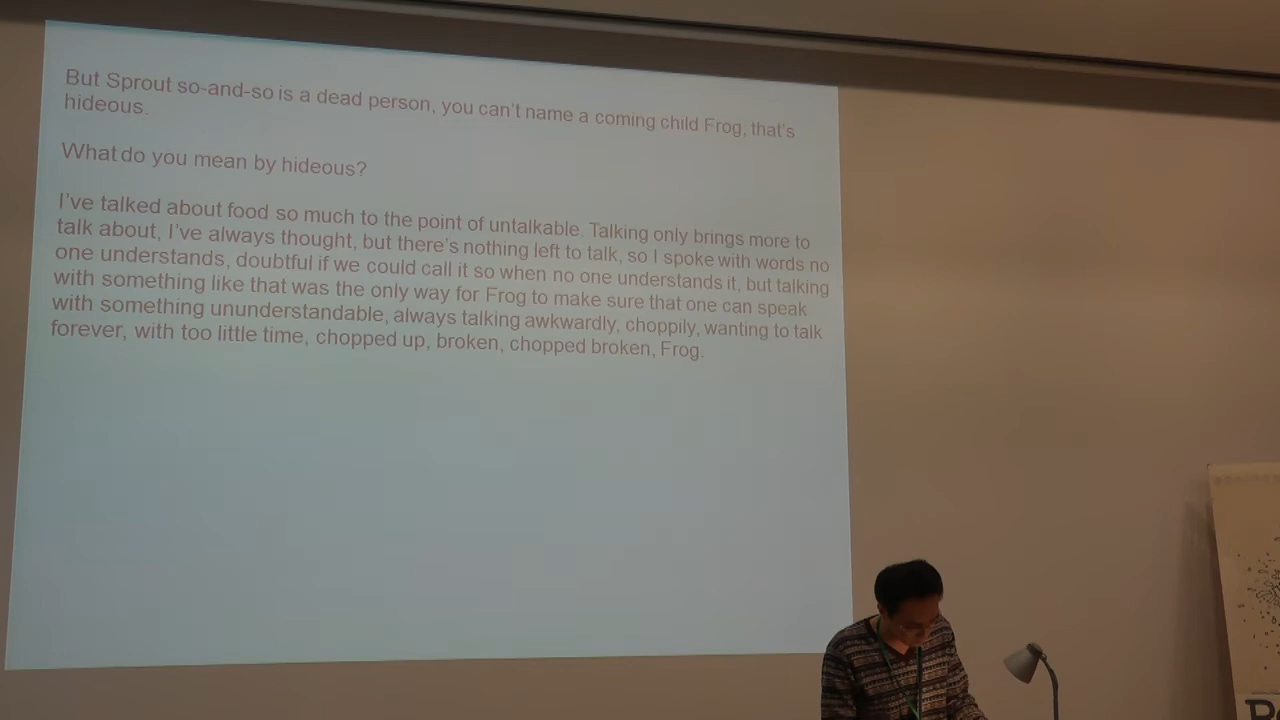 But Sprout so-and-so is a dead person, you can't name a coming child Frog, that's
hideous.
What do you mean by hideous?
I've talked about food so much to the point of untalkable. Talking only brings more to
talk about, I've always thought, but there's nothing left to talk, so I spoke with words no
one understands, doubtful if we could call it so when no one understands it, but talking
with something like that was the only way for Frog to make sure that one can speak
with something ununderstandable, always talking awkwardly, choppily, wanting to talk
forever, with too little time, chopped up, broken, chopped broken, Frog.